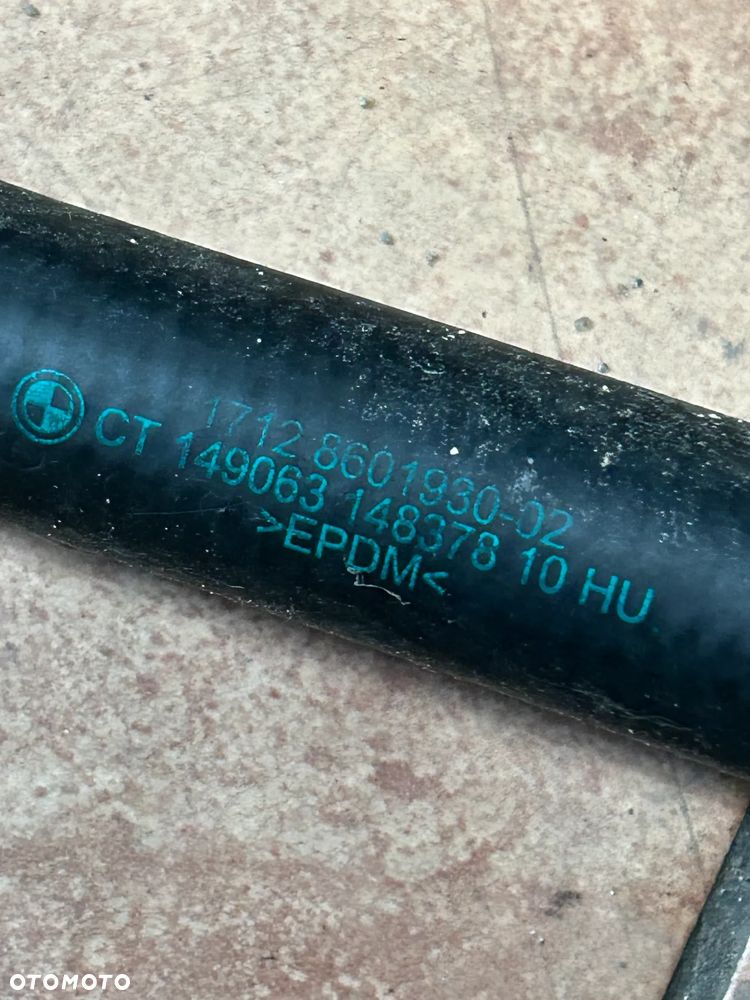 1712 8601930-02
CT 149063 148378 10 HU
>EPDM<
OTOMOTO